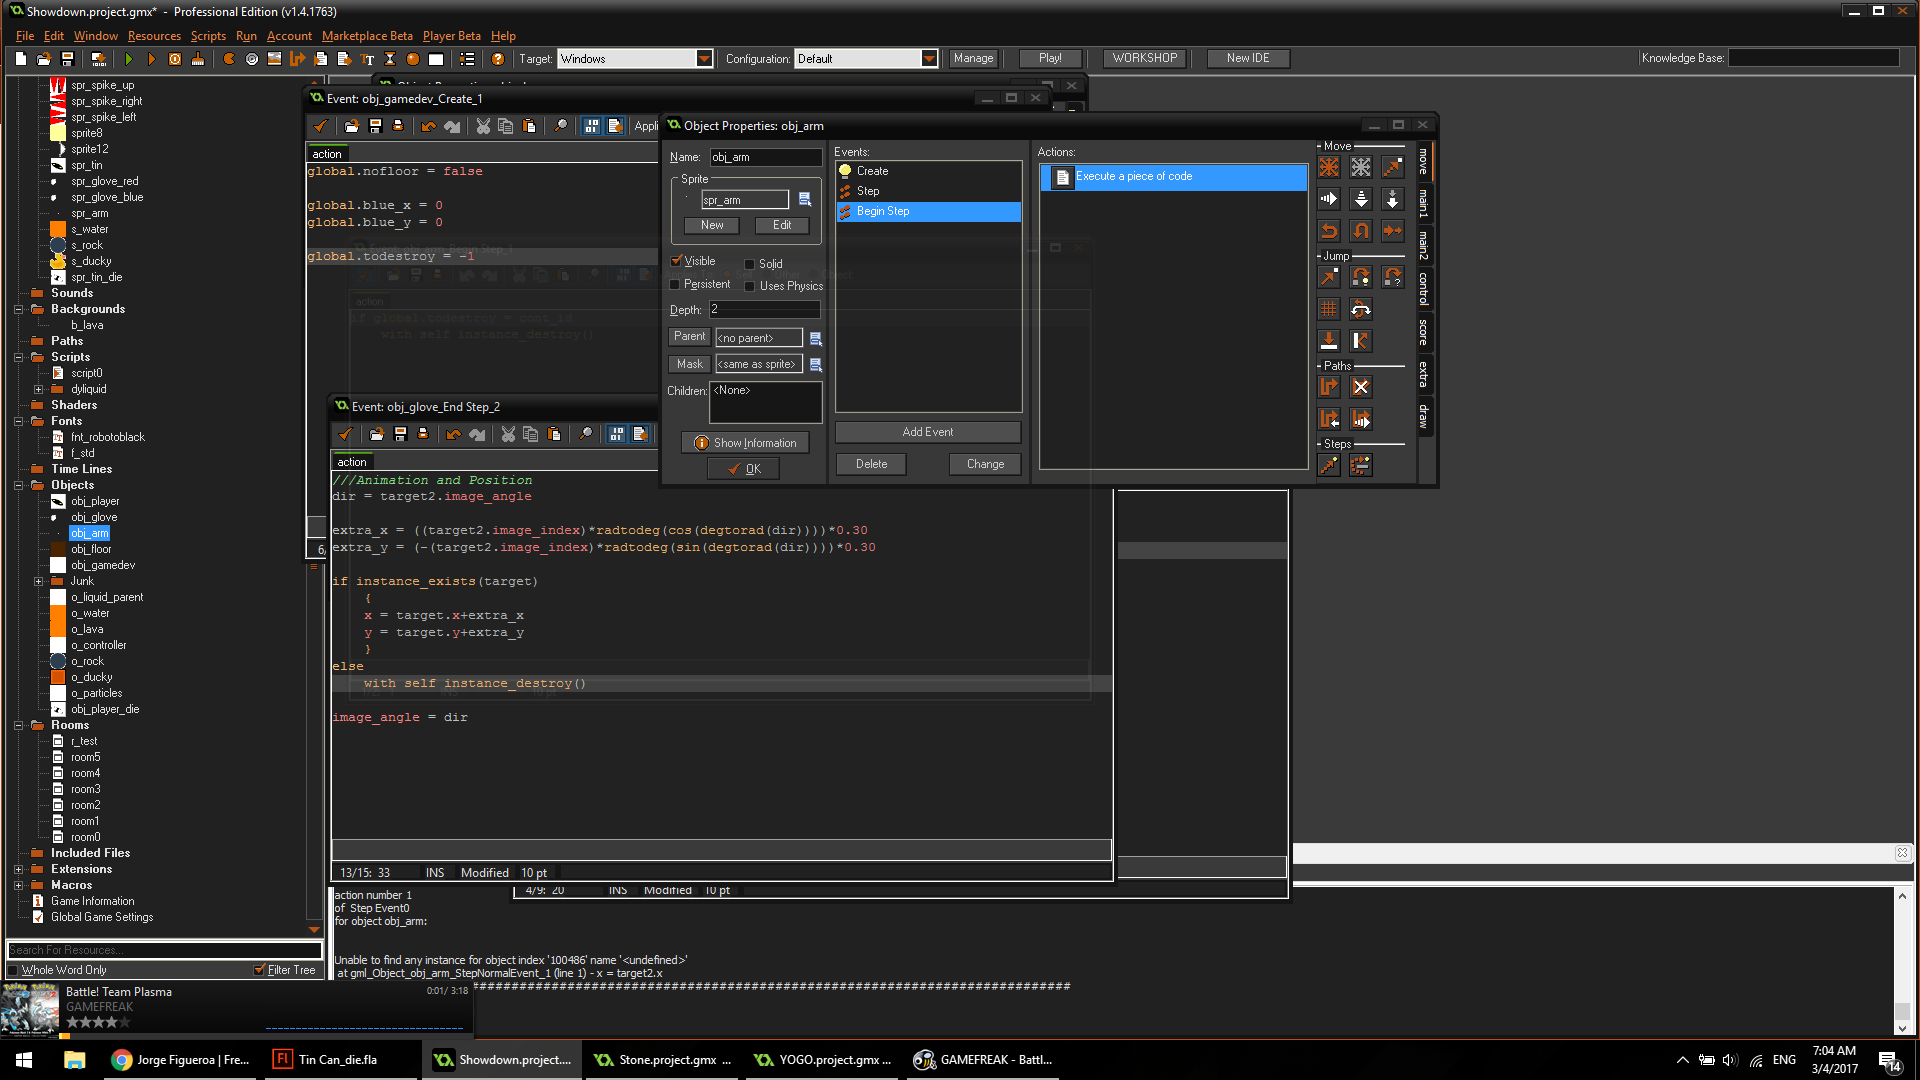 Showdown.project.gmx* - Professional Edition (v1.4.1763)
File Edit Window Resources Scripts Run Account Marketplace Beta Player Beta Help
Target: Windows Configuration: Default Manage Play! WORKSHOP New IDE Knowledge Base:
spr_spike_up
spr_spike_right
spr_spike_left
sprite8
sprite12
spr_tin
spr_glove_red
spr_glove_blue
spr_arm
s_water
s_rock
s_ducky
spr_tin_die
Sounds
Backgrounds
b_lava
Paths
Scripts
script0
dyliquid
Shaders
Fonts
fnt_robotoblack
f_std
Time Lines
Objects
obj_player
obj_glove
obj_arm
obj_floor
obj_gamedev
Junk
o_liquid_parent
o_water
o_lava
o_controller
o_rock
o_ducky
o_particles
obj_player_die
Rooms
r_test
room5
room4
room3
room2
room1
room0
Included Files
Extensions
Macros
Game Information
Global Game Settings
Search For Resources...
Whole Word Only Filter Tree
Event: obj_gamedev_Create_1
Appli
action
global.nofloor = false
global.blue_x = 0
global.blue_y = 0
global.todestroy = -1
Event: obj_arm_Begin Step_1
action
if global.todestroy = cont_id
with self instance_destroy()
Event: obj_glove_End Step_2
action
///Animation and Position
dir = target2.image_angle
extra_x = ((target2.image_index)*radtodeg(cos(degtorad(dir))))*0.30
extra_y = (-(target2.image_index)*radtodeg(sin(degtorad(dir))))*0.30
if instance_exists(target)
{
x = target.x+extra_x
y = target.y+extra_y
}
else
with self instance_destroy()
image_angle = dir
13/15: 33 INS Modified 10 pt
4/9: 20 INS Modified 10 pt
Object Properties: obj_arm
Name: obj_arm
Sprite
spr_arm
New Edit
Visible Solid
Persistent Uses Physics
Depth: 2
Parent <no parent>
Mask <same as sprite>
Children: <None>
Show Information
OK
Events:
Create
Step
Begin Step
Add Event
Delete Change
Actions:
Execute a piece of code
Move
Jump
Paths
Steps
move
main1
main2
control
score
extra
draw
action number 1
of Step Event0
for object obj_arm:
Unable to find any instance for object index '100486' name '<undefined>'
at gml_Object_obj_arm_StepNormalEvent_1 (line 1) - x = target2.x
Battle! Team Plasma 0:01/ 3:18
GAMEFREAK
Jorge Figueroa | Fre...
Tin Can_die.fla
Showdown.project....
Stone.project.gmx ...
YOGO.project.gmx ...
GAMEFREAK - Battl...
ENG
7:04 AM
3/4/2017
14